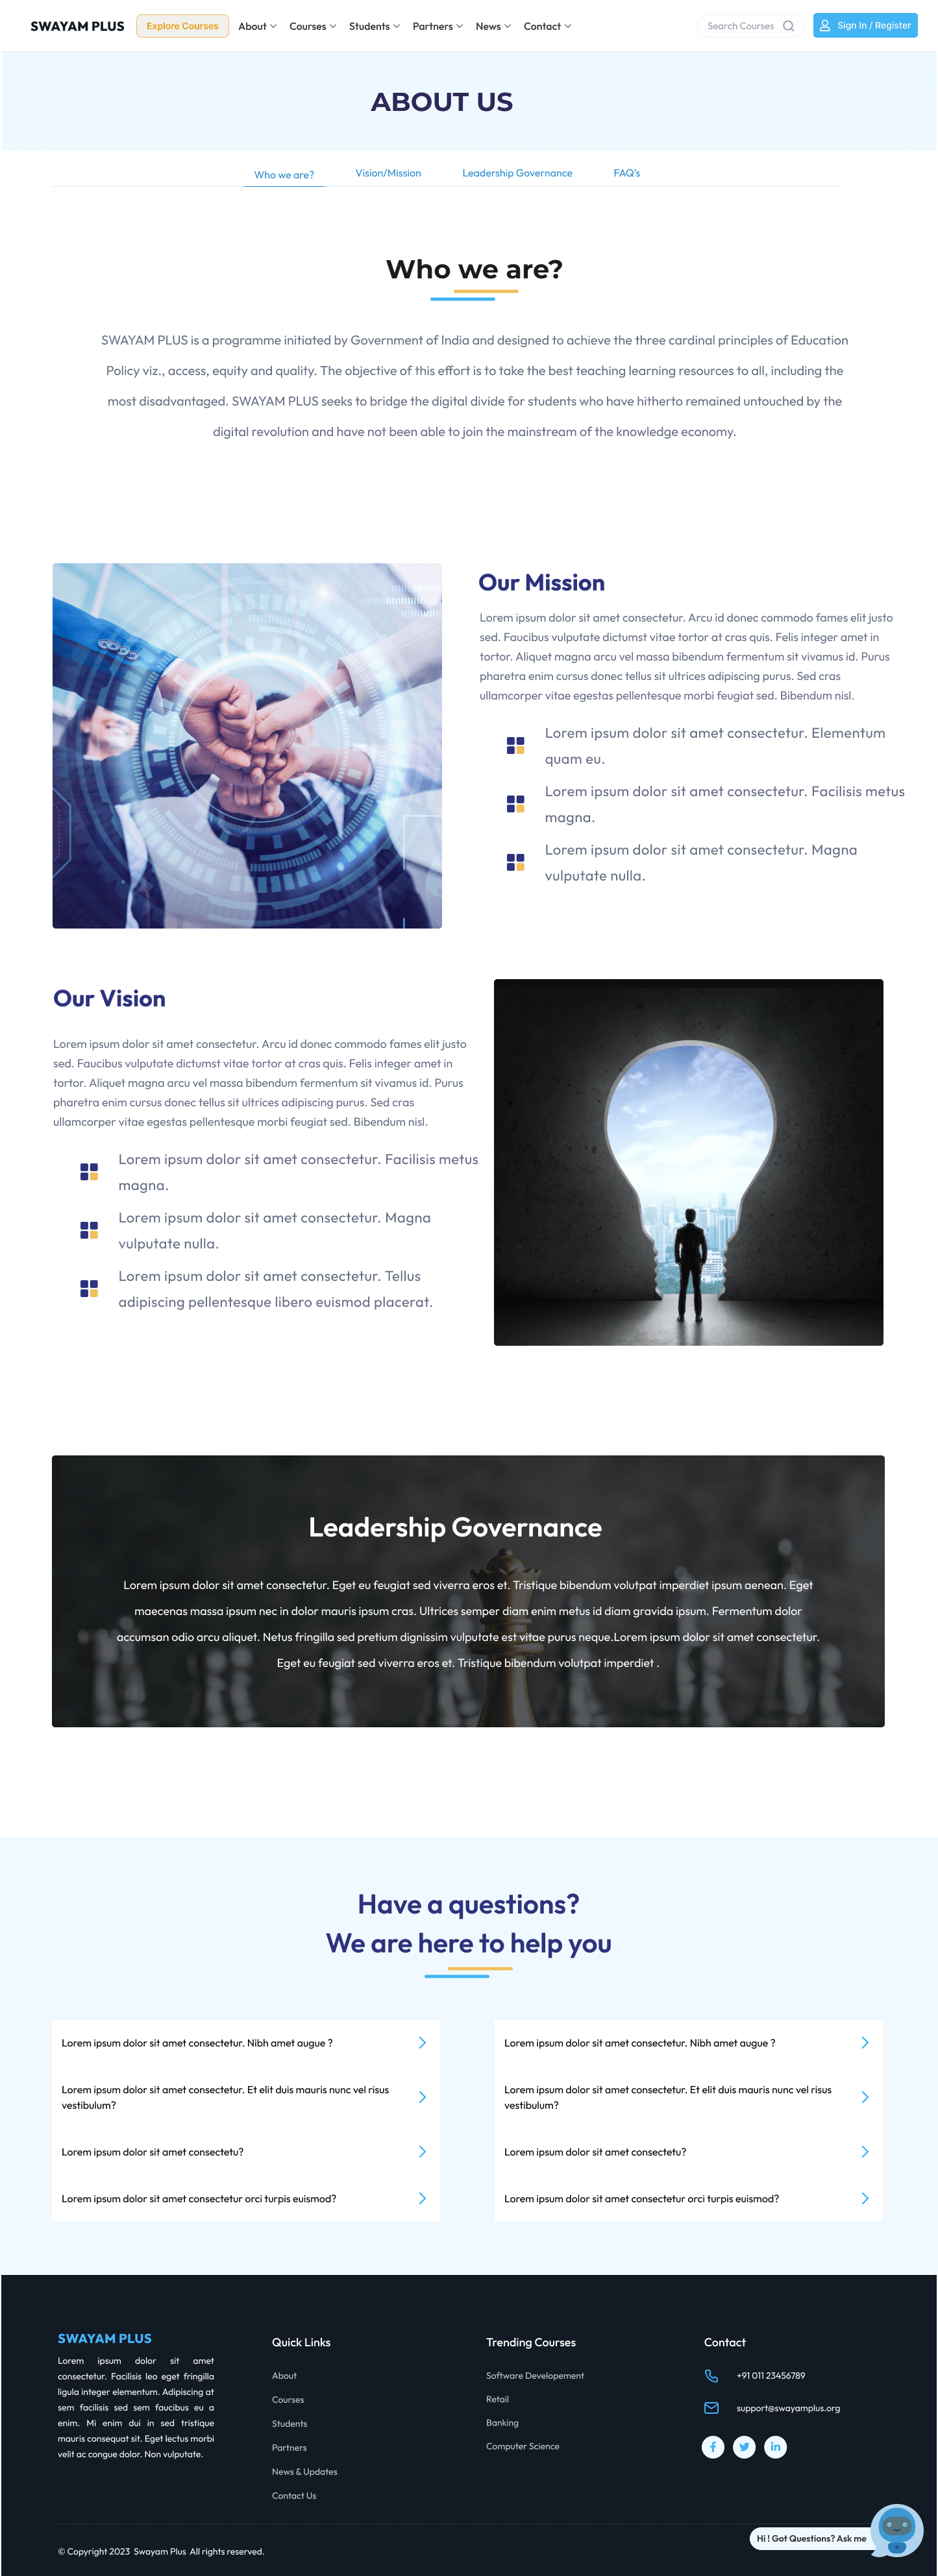 SWAYAM PLUS
Explore Courses
About
Courses
Students
Partners
News
Contact
Search Courses
Sign In / Register
ABOUT US
Who we are?
Vision/Mission
Leadership Governance
FAQ's
Who we are?
SWAYAM PLUS is a programme initiated by Government of India and designed to achieve the three cardinal principles of Education
Policy viz., access, equity and quality. The objective of this effort is to take the best teaching learning resources to all, including the
most disadvantaged. SWAYAM PLUS seeks to bridge the digital divide for students who have hitherto remained untouched by the
digital revolution and have not been able to join the mainstream of the knowledge economy.
Our Mission
Lorem ipsum dolor sit amet consectetur. Arcu id donec commodo fames elit justo
sed. Faucibus vulputate dictumst vitae tortor at cras quis. Felis integer amet in
tortor. Aliquet magna arcu vel massa bibendum fermentum sit vivamus id. Purus
pharetra enim cursus donec tellus sit ultrices adipiscing purus. Sed cras
ullamcorper vitae egestas pellentesque morbi feugiat sed. Bibendum nisl.
Lorem ipsum dolor sit amet consectetur. Elementum
quam eu.
Lorem ipsum dolor sit amet consectetur. Facilisis metus
magna.
Lorem ipsum dolor sit amet consectetur. Magna
vulputate nulla.
Our Vision
Lorem ipsum dolor sit amet consectetur. Arcu id donec commodo fames elit justo
sed. Faucibus vulputate dictumst vitae tortor at cras quis. Felis integer amet in
tortor. Aliquet magna arcu vel massa bibendum fermentum sit vivamus id. Purus
pharetra enim cursus donec tellus sit ultrices adipiscing purus. Sed cras
ullamcorper vitae egestas pellentesque morbi feugiat sed. Bibendum nisl.
Lorem ipsum dolor sit amet consectetur. Facilisis metus
magna.
Lorem ipsum dolor sit amet consectetur. Magna
vulputate nulla.
Lorem ipsum dolor sit amet consectetur. Tellus
adipiscing pellentesque libero euismod placerat.
Leadership Governance
Lorem ipsum dolor sit amet consectetur. Eget eu feugiat sed viverra eros et. Tristique bibendum volutpat imperdiet ipsum aenean. Eget
maecenas massa ipsum nec in dolor mauris ipsum cras. Ultrices semper diam enim metus id diam gravida ipsum. Fermentum dolor
accumsan odio arcu aliquet. Netus fringilla sed pretium dignissim vulputate est vitae purus neque.Lorem ipsum dolor sit amet consectetur.
Eget eu feugiat sed viverra eros et. Tristique bibendum volutpat imperdiet .
Have a questions?
We are here to help you
Lorem ipsum dolor sit amet consectetur. Nibh amet augue ?
Lorem ipsum dolor sit amet consectetur. Et elit duis mauris nunc vel risus
vestibulum?
Lorem ipsum dolor sit amet consectetu?
Lorem ipsum dolor sit amet consectetur orci turpis euismod?
Lorem ipsum dolor sit amet consectetur. Nibh amet augue ?
Lorem ipsum dolor sit amet consectetur. Et elit duis mauris nunc vel risus
vestibulum?
Lorem ipsum dolor sit amet consectetu?
Lorem ipsum dolor sit amet consectetur orci turpis euismod?
SWAYAM PLUS
Lorem ipsum dolor sit amet
consectetur. Facilisis leo eget fringilla
ligula integer elementum. Adipiscing at
sem facilisis sed sem faucibus eu a
enim. Mi enim dui in sed tristique
mauris consequat sit. Eget lectus morbi
velit ac congue dolor. Non vulputate.
Quick Links
About
Courses
Students
Partners
News & Updates
Contact Us
Trending Courses
Software Developement
Retail
Banking
Computer Science
Contact
+91 011 23456789
support@swayamplus.org
Hi ! Got Questions? Ask me
© Copyright 2023 Swayam Plus All rights reserved.